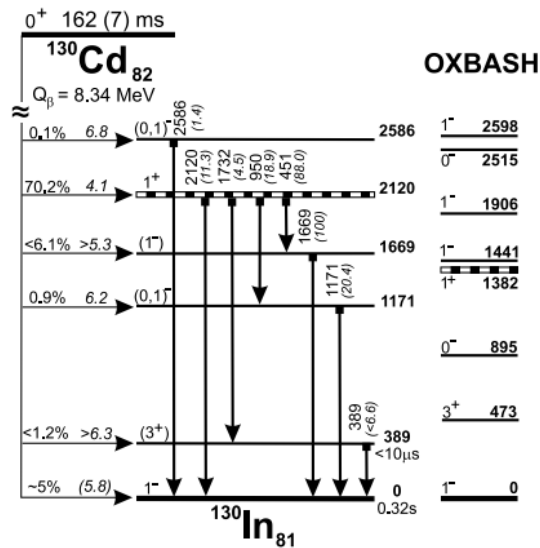 0+ 162 (7) ms
130Cd82
Qβ = 8.34 MeV
OXBASH
≈
0.1% 6.8 (0,1)- 2586 (1.4) 2586
70.2% 4.1 1+ 2120 (11.3) 1732 (4.5) 950 (18.9) 451 (88.0) 2120
<6.1% >5.3 (1-) 1669 (100) 1669
0.9% 6.2 (0,1)- 1171 (20.4) 1171
<1.2% >6.3 (3+) 389 (<6.6) 389
<10μs
~5% (5.8) 1- 0
0.32s
130In81
1- 2598
0- 2515
1- 1906
1- 1441
1+ 1382
0- 895
3+ 473
1- 0